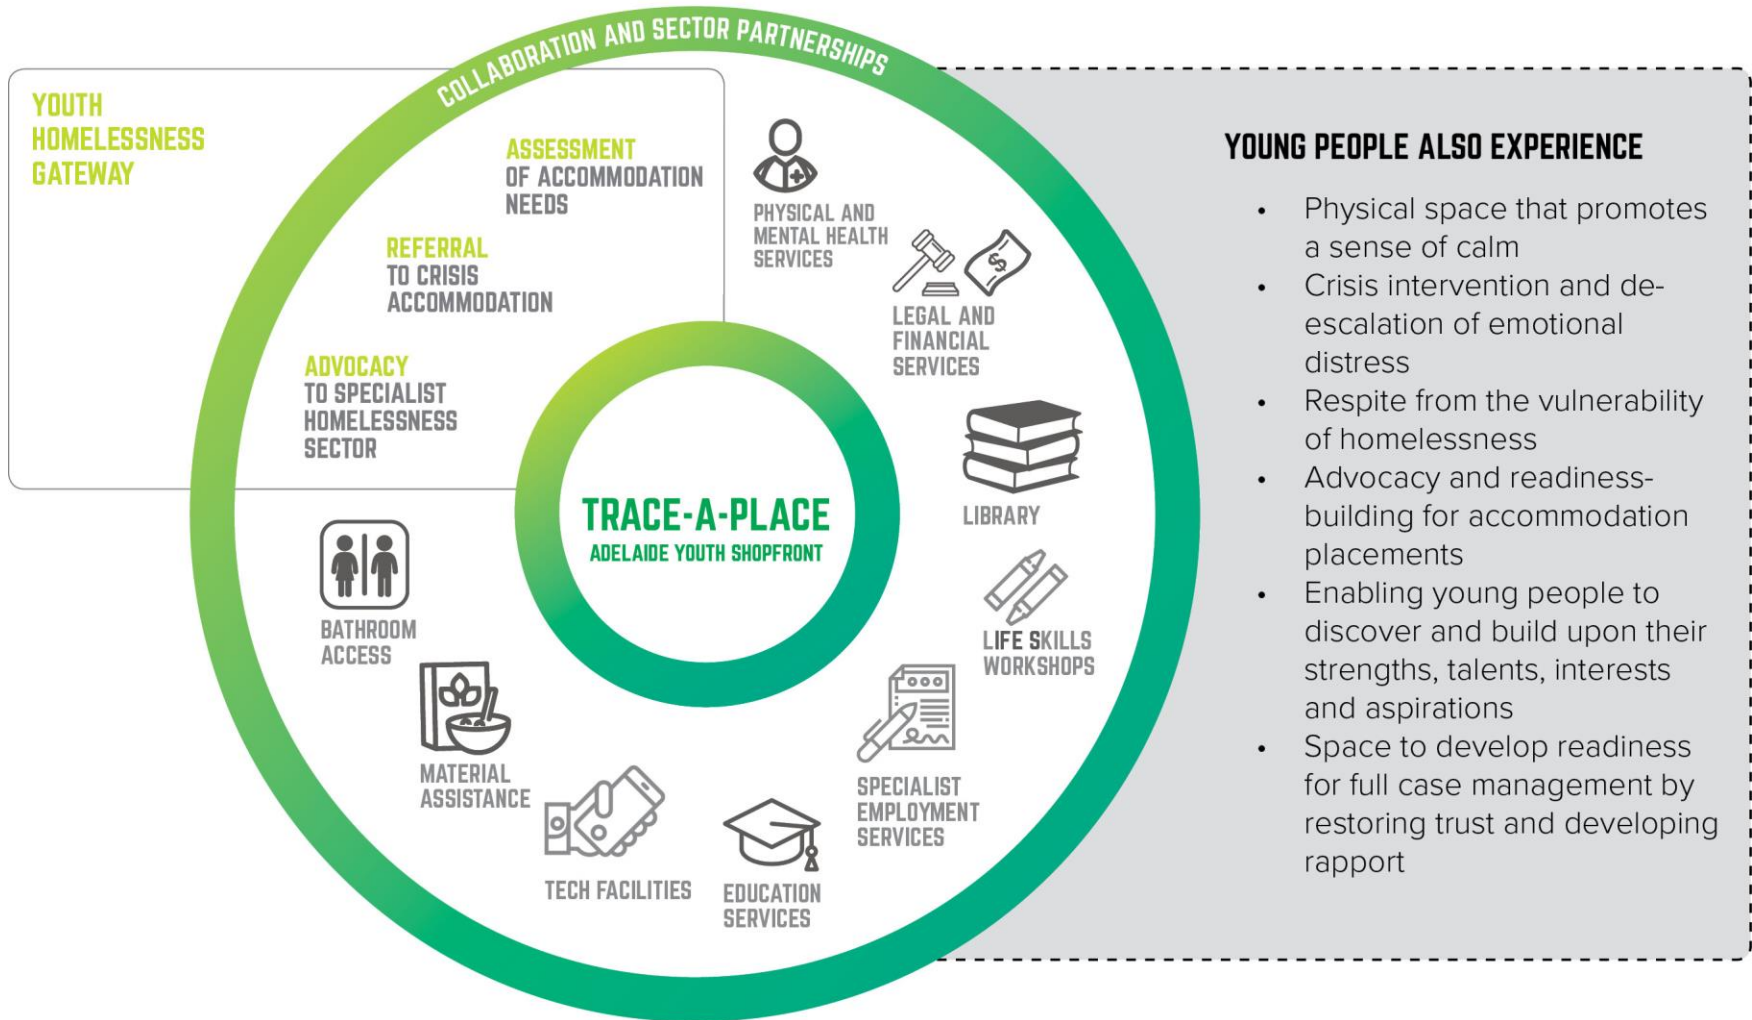 COLLABORATION AND SECTOR PARTNERSHIPS
YOUTH
HOMELESSNESS
GATEWAY
ASSESSMENT
OF ACCOMMODATION
NEEDS
REFERRAL
TO CRISIS
ACCOMMODATION
ADVOCACY
TO SPECIALIST
HOMELESSNESS
SECTOR
PHYSICAL AND
MENTAL HEALTH
SERVICES
$
LEGAL AND
FINANCIAL
SERVICES
LIBRARY
LIFE SKILLS
WORKSHOPS
SPECIALIST
EMPLOYMENT
SERVICES
EDUCATION
SERVICES
TECH FACILITIES
MATERIAL
ASSISTANCE
BATHROOM
ACCESS
TRACE-A-PLACE
ADELAIDE YOUTH SHOPFRONT
YOUNG PEOPLE ALSO EXPERIENCE
• Physical space that promotes
a sense of calm
• Crisis intervention and de-
escalation of emotional
distress
• Respite from the vulnerability
of homelessness
• Advocacy and readiness-
building for accommodation
placements
• Enabling young people to
discover and build upon their
strengths, talents, interests
and aspirations
• Space to develop readiness
for full case management by
restoring trust and developing
rapport